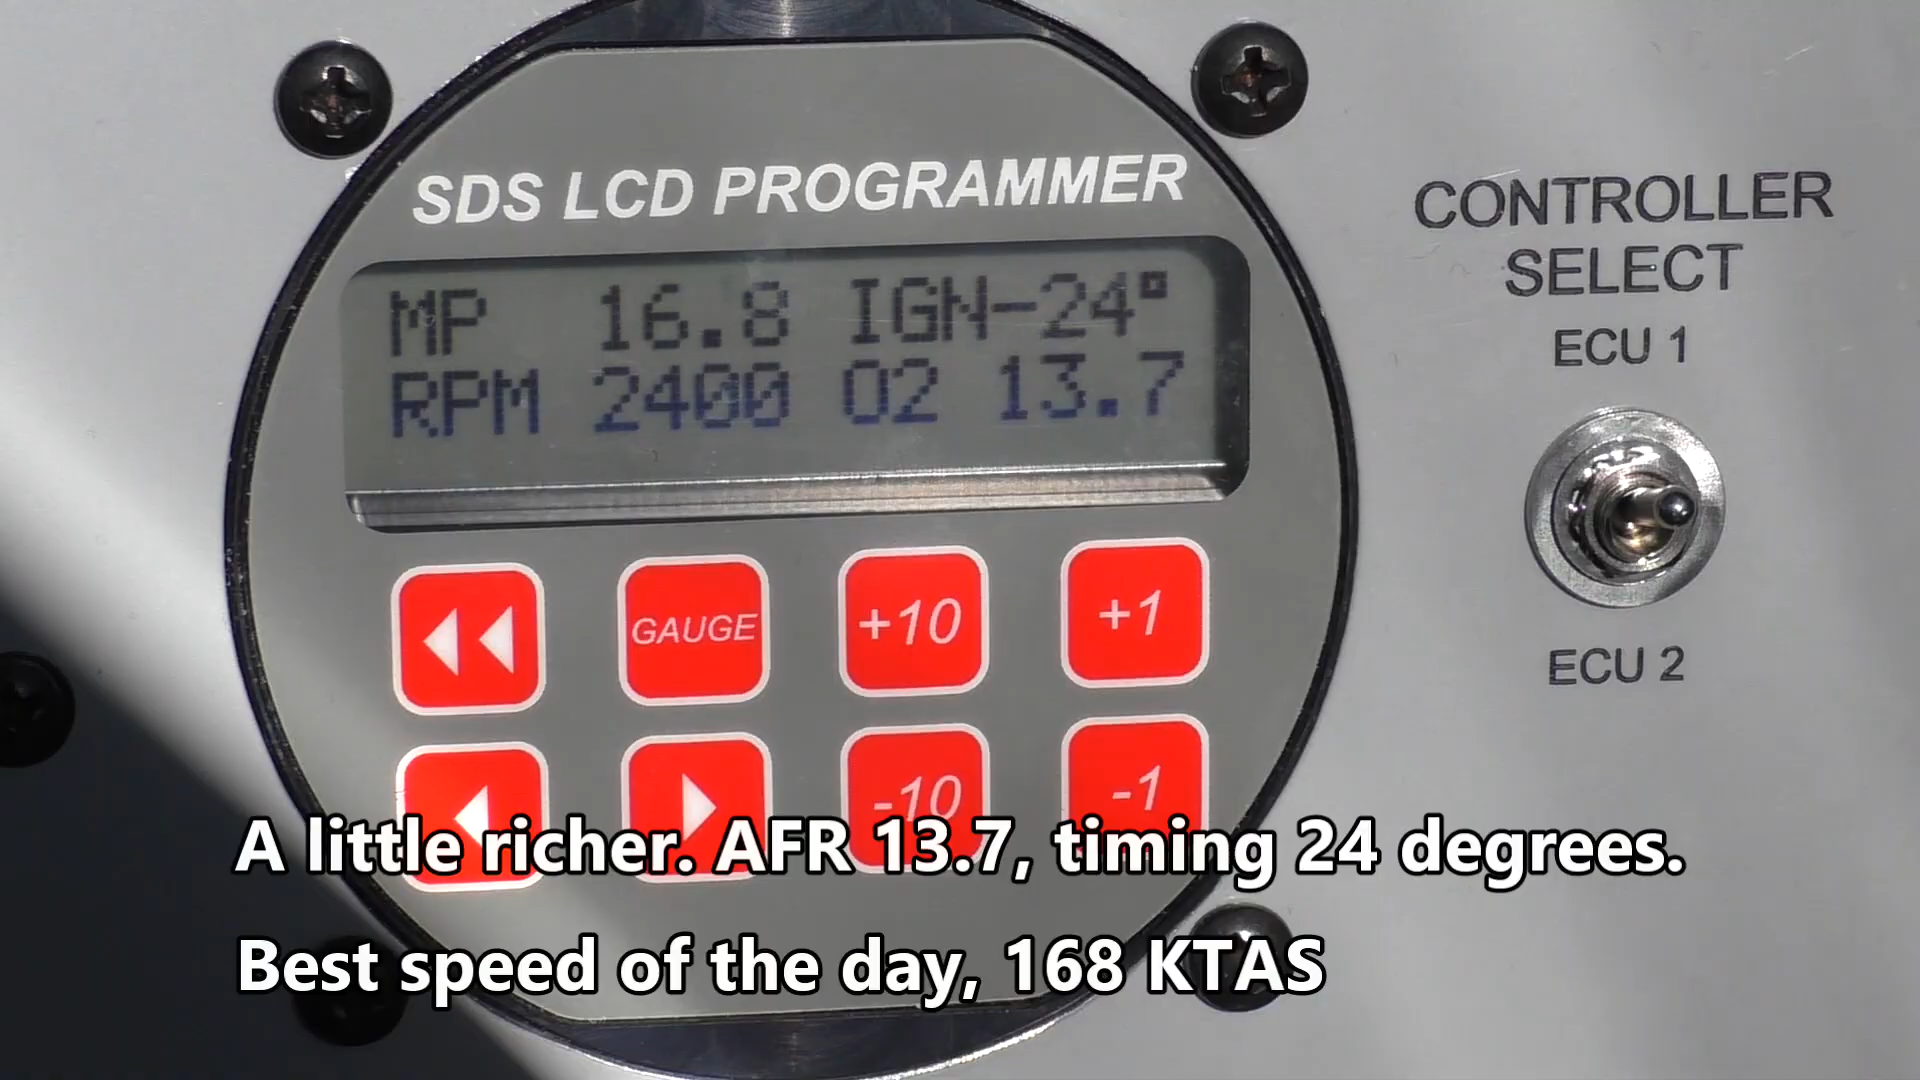 SDS LCD PROGRAMMER
MP 16.8 IGN-24°
RPM 2400 O2 13.7
CONTROLLER
SELECT
ECU 1
ECU 2
GAUGE
+10
+1
-10
-1
A little richer. AFR 13.7, timing 24 degrees.
Best speed of the day, 168 KTAS